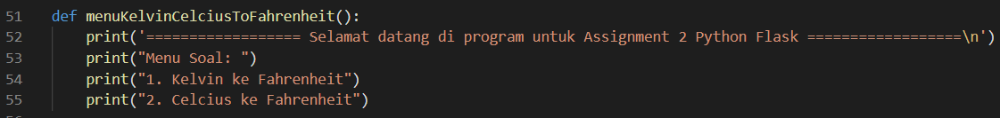 51 def menuKelvinCelciusToFahrenheit():
52 print('================== Selamat datang di program untuk Assignment 2 Python Flask ==================\n')
53 print("Menu Soal: ")
54 print("1. Kelvin ke Fahrenheit")
55 print("2. Celcius ke Fahrenheit")